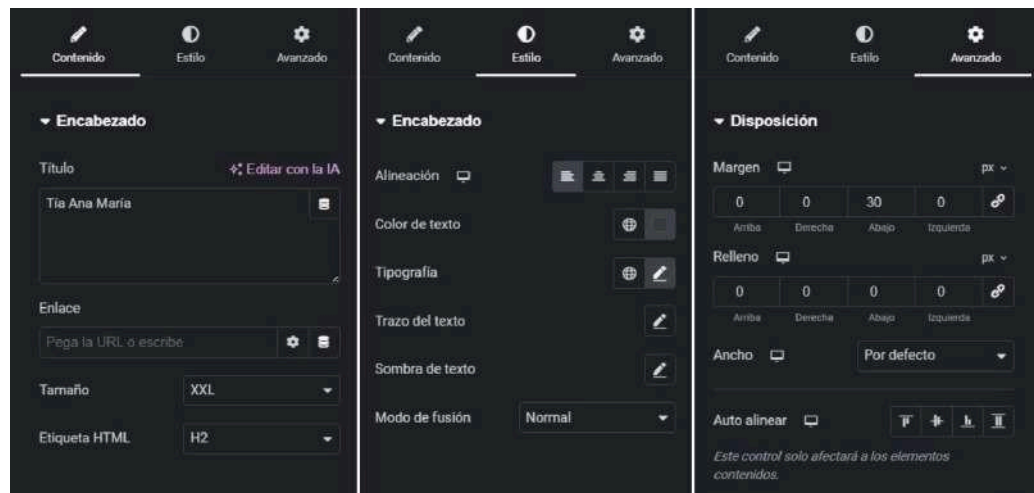 Contenido Estilo Avanzado
Encabezado
Título Editar con la IA
Tía Ana María
Enlace
Pega la URL o escribe
Tamaño XXL
Etiqueta HTML H2
Contenido Estilo Avanzado
Encabezado
Alineación
Color de texto
Tipografía
Trazo del texto
Sombra de texto
Modo de fusión Normal
Contenido Estilo Avanzado
Disposición
Margen px
0 0 30 0
Arriba Derecha Abajo Izquierda
Relleno px
0 0 0 0
Arriba Derecha Abajo Izquierda
Ancho Por defecto
Auto alinear
Este control solo afectará a los elementos
contenidos.